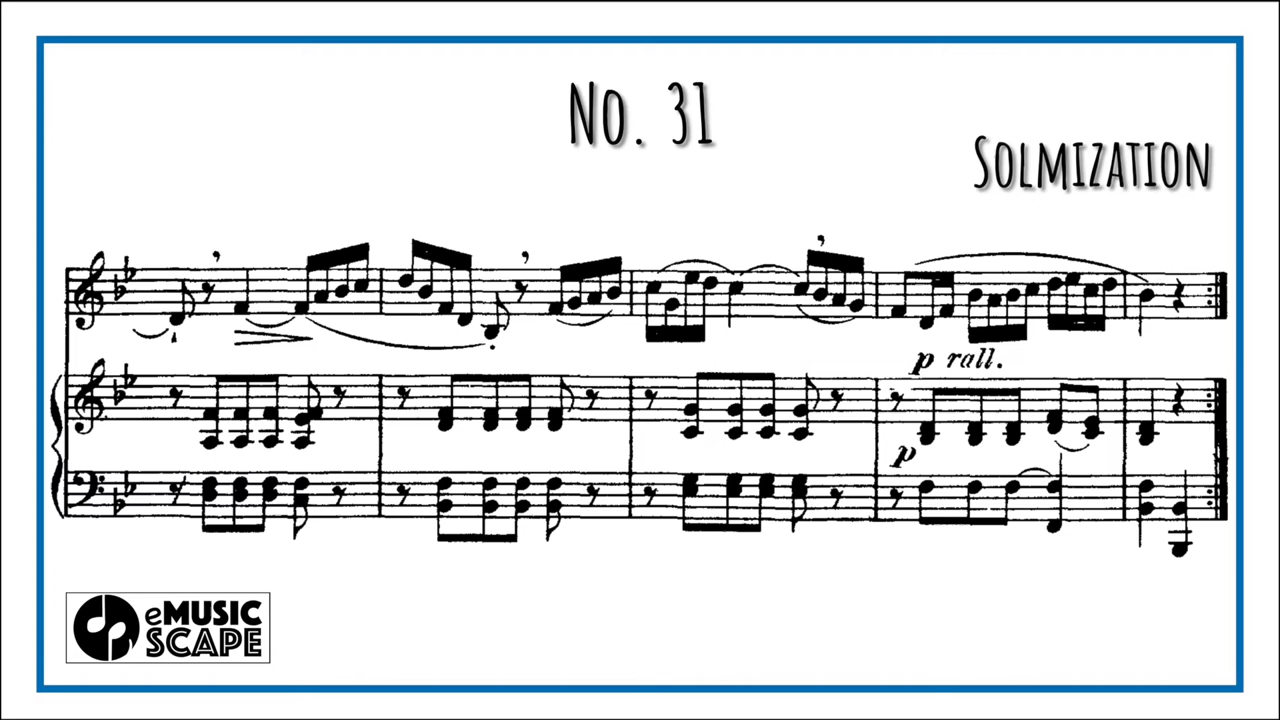 No. 31
Solmization
p rall.
p
eMUSIC
SCAPE